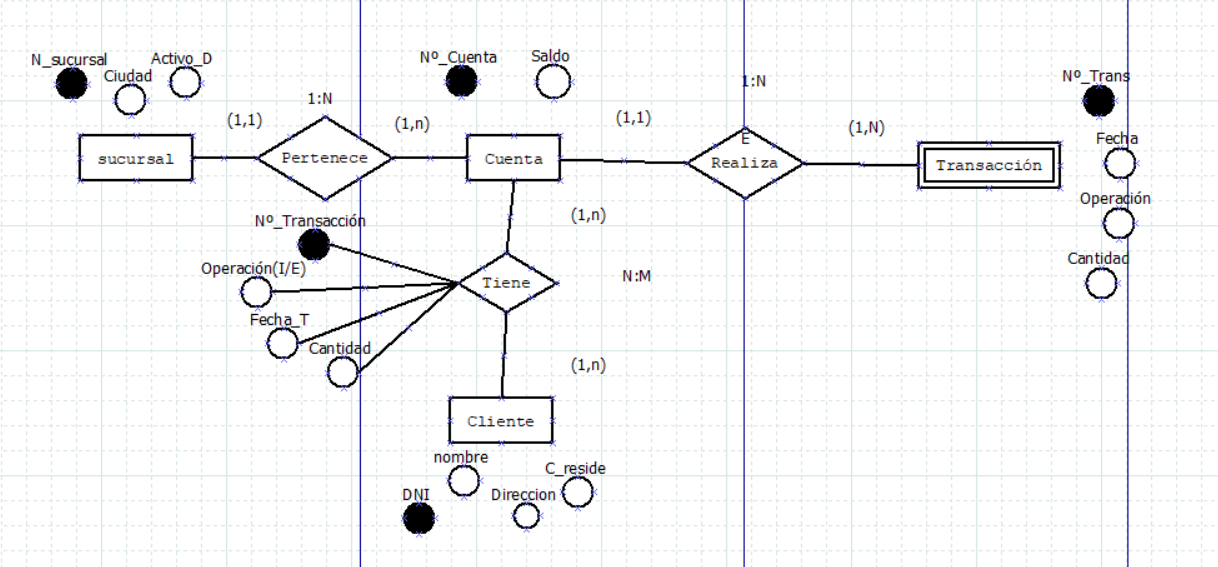 N_sucursal
Ciudad
Activo_D
1:N
(1,1)
(1,n)
sucursal
Pertenece
Nº_Cuenta
Saldo
Cuenta
(1,1)
1:N
E
Realiza
(1,N)
Transacción
Nº_Trans
Fecha
Operación
Cantidad
Nº_Transacción
Operación(I/E)
Fecha_T
Cantidad
(1,n)
Tiene
N:M
(1,n)
Cliente
nombre
C_reside
DNI
Direccion